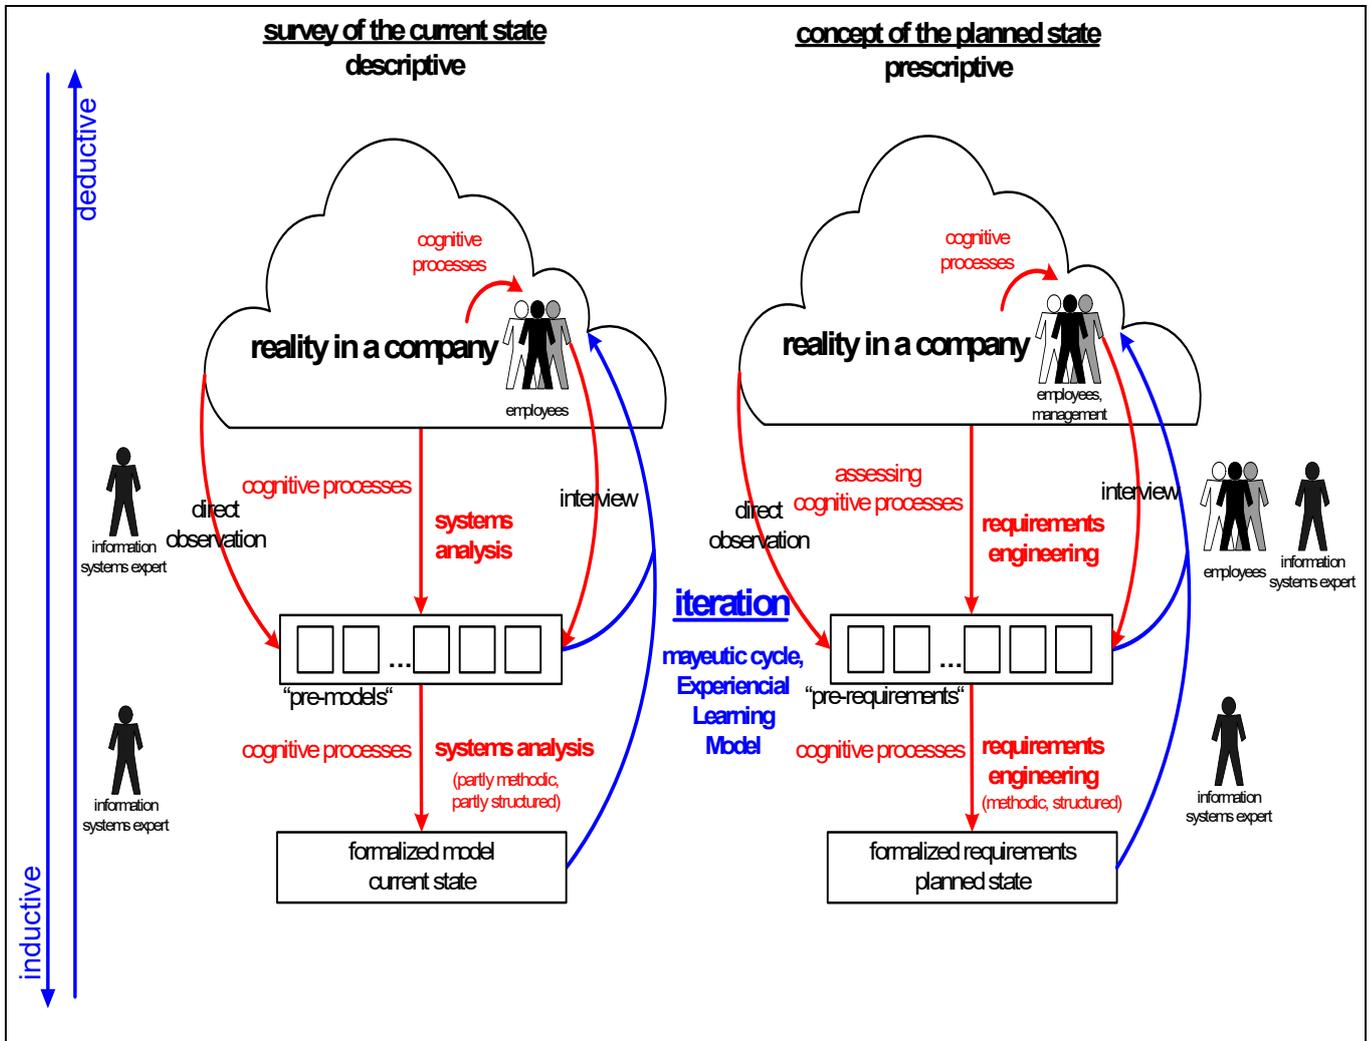 survey of the current state
descriptive
concept of the planned state
prescriptive
deductive
inductive
cognitive
processes
reality in a company
employees
cognitive processes
direct
observation
systems
analysis
interview
information
systems expert
“pre-models“
...
cognitive processes
systems analysis
(partly methodic,
partly structured)
information
systems expert
formalized model
current state
iteration
mayeutic cycle,
Experiencial
Learning
Model
cognitive
processes
reality in a company
employees,
management
assessing
cognitive processes
direct
observation
requirements
engineering
interview
employees
information
systems expert
...
“pre-requirements“
cognitive processes
requirements
engineering
(methodic, structured)
information
systems expert
formalized requirements
planned state